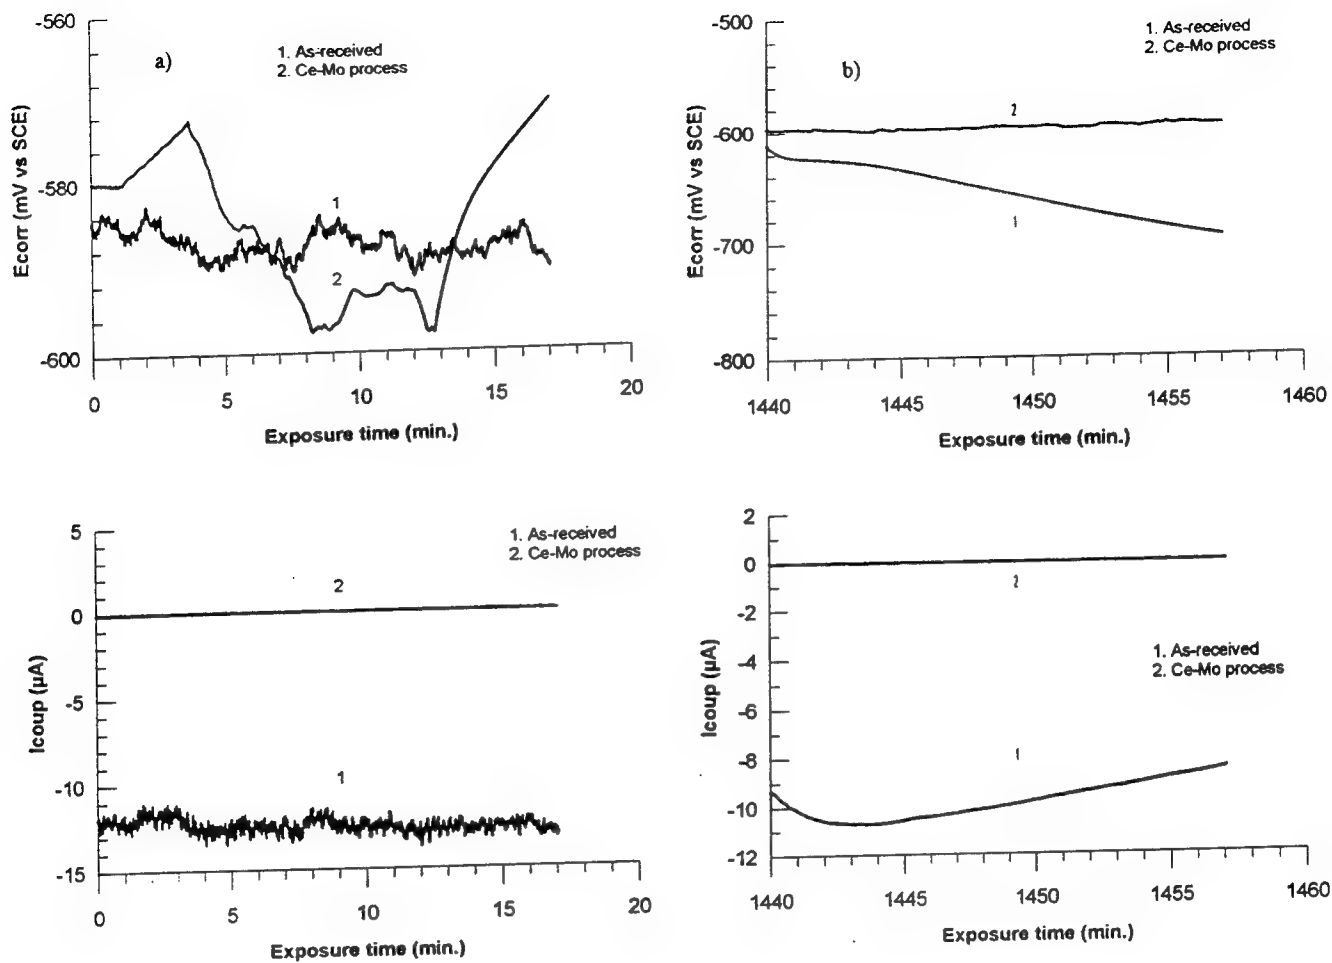 -560
1. As-received
2. Ce-Mo process
a)
Ecorr (mV vs SCE)
-580
1
2
-600
0
5
10
15
20
Exposure time (min.)
-500
1. As-received
2. Ce-Mo process
b)
2
Ecorr (mV vs SCE)
-600
1
-700
-800
1440
1445
1450
1455
1460
Exposure time (min.)
5
1. As-received
2. Ce-Mo process
2
0
Icoup (µA)
-5
1
-10
-15
0
5
10
15
20
Exposure time (min.)
2
0
2
-2
1. As-received
2. Ce-Mo process
Icoup (µA)
-4
-6
1
-8
-10
-12
1440
1445
1450
1455
1460
Exposure time (min.)